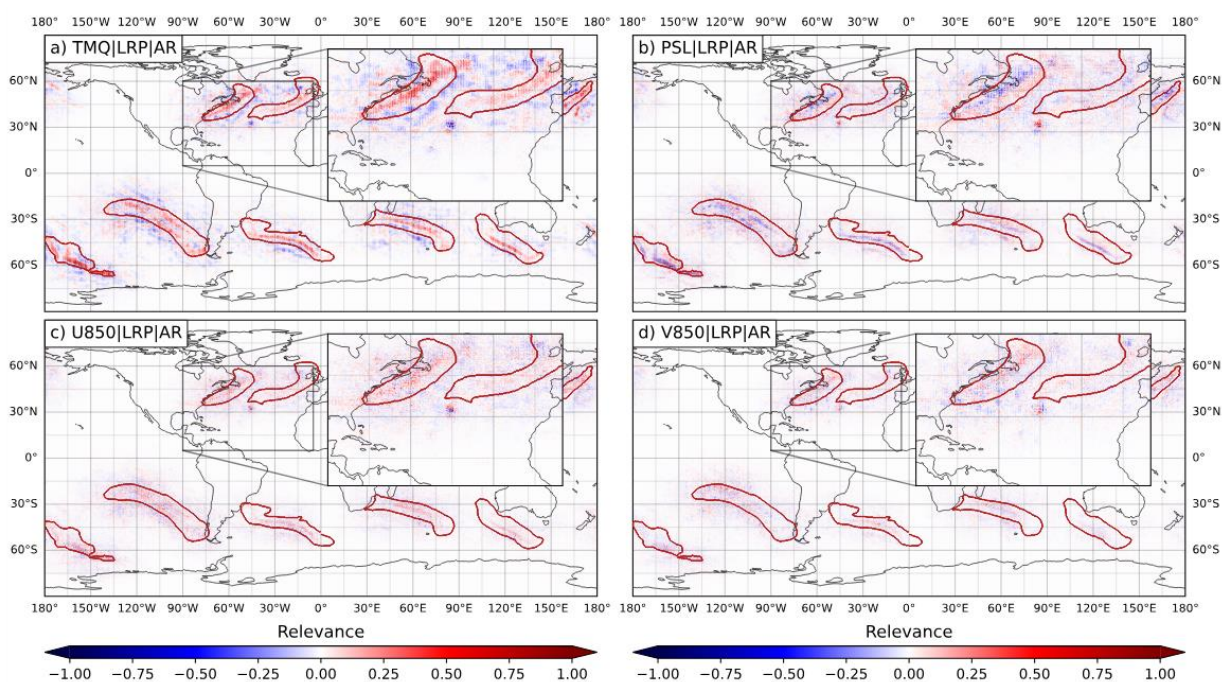 180° 150°W 120°W 90°W 60°W 30°W 0° 30°E 60°E 90°E 120°E 150°E 180° 180° 150°W 120°W 90°W 60°W 30°W 0° 30°E 60°E 90°E 120°E 150°E 180°
a) TMQ|LRP|AR b) PSL|LRP|AR
60°N 60°N
30°N 30°N
0° 0°
30°S 30°S
60°S 60°S
c) U850|LRP|AR d) V850|LRP|AR
60°N 60°N
30°N 30°N
0° 0°
30°S 30°S
60°S 60°S
180° 150°W 120°W 90°W 60°W 30°W 0° 30°E 60°E 90°E 120°E 150°E 180° 180° 150°W 120°W 90°W 60°W 30°W 0° 30°E 60°E 90°E 120°E 150°E 180°
Relevance Relevance
−1.00 −0.75 −0.50 −0.25 0.00 0.25 0.50 0.75 1.00 −1.00 −0.75 −0.50 −0.25 0.00 0.25 0.50 0.75 1.00